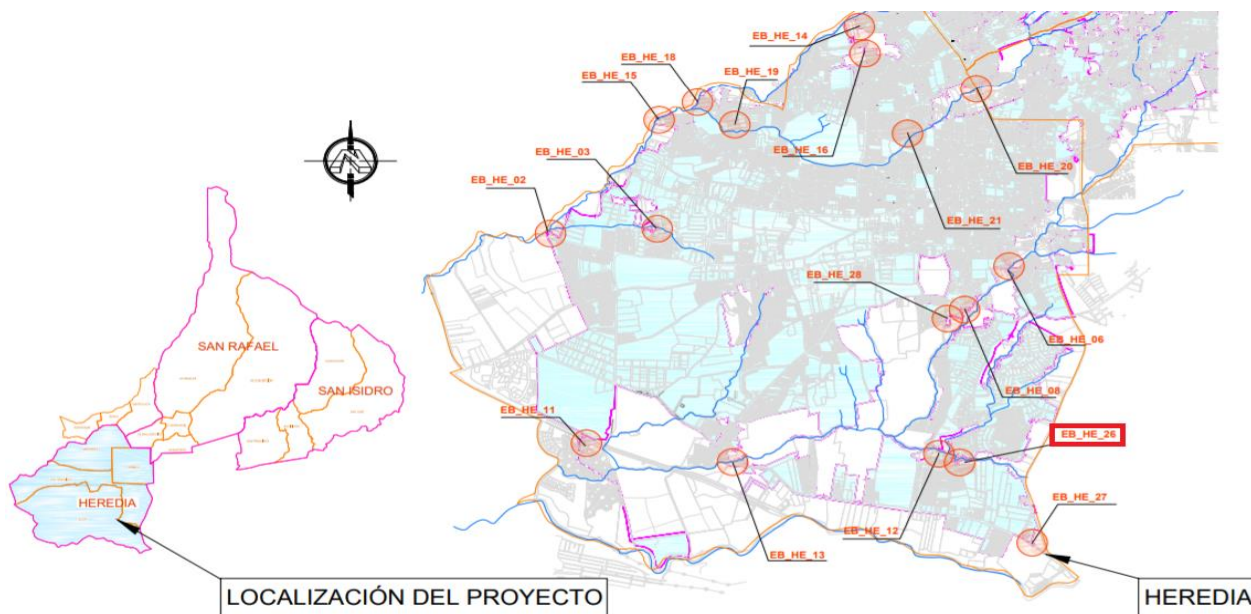 EB_HE_14
EB_HE_18
EB_HE_19
EB_HE_15
EB_HE_03
EB_HE_16
EB_HE_20
EB_HE_02
EB_HE_21
EB_HE_28
EB_HE_06
EB_HE_08
EB_HE_11
EB_HE_26
EB_HE_27
EB_HE_12
EB_HE_13
N
SAN RAFAEL
SAN ISIDRO
HEREDIA
LOCALIZACIÓN DEL PROYECTO
HEREDIA